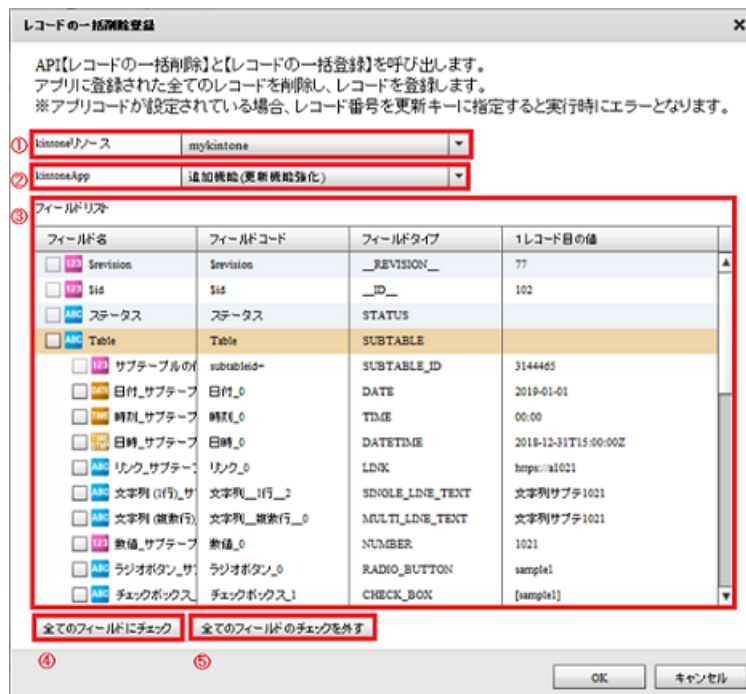 レコードの一括削除登録
API【レコードの一括削除】と【レコードの一括登録】を呼び出します。
アプリに登録された全てのレコードを削除し、レコードを登録します。
※アプリコードが設定されている場合、レコード番号を更新キーに指定すると実行時にエラーとなります。
① kintoneリソース mykintone
② kintoneApp 追加機能(更新機能強化)
③ フィールドリスト
フィールド名 フィールドコード フィールドタイプ 1レコード目の値
123 $revision $revision __REVISION__ 77
123 $id $id __ID__ 102
ABC ステータス ステータス STATUS
ABC Table Table SUBTABLE
123 サブテーブルの subtableid+ SUBTABLE_ID 3144465
DATE 日付_サブテーブ 日付_0 DATE 2019-01-01
TIME 時刻_サブテーブ 時刻_0 TIME 00:00
日時_サブテーブ 日時_0 DATETIME 2018-12-31T15:00:00Z
ABC リンク_サブテー リンク_0 LINK https://a1021
ABC 文字列 (1行)_サ 文字列__1行__2 SINGLE_LINE_TEXT 文字列サブテ1021
ABC 文字列 (複数行) 文字列__複数行__0 MULTI_LINE_TEXT 文字列サブテ1021
123 数値_サブテーブ 数値_0 NUMBER 1021
ABC ラジオボタン_サ ラジオボタン_0 RADIO_BUTTON sample1
ABC チェックボックス_ チェックボックス_1 CHECK_BOX [sample1]
全てのフィールドにチェック 全てのフィールドのチェックを外す
④ ⑤
OK キャンセル